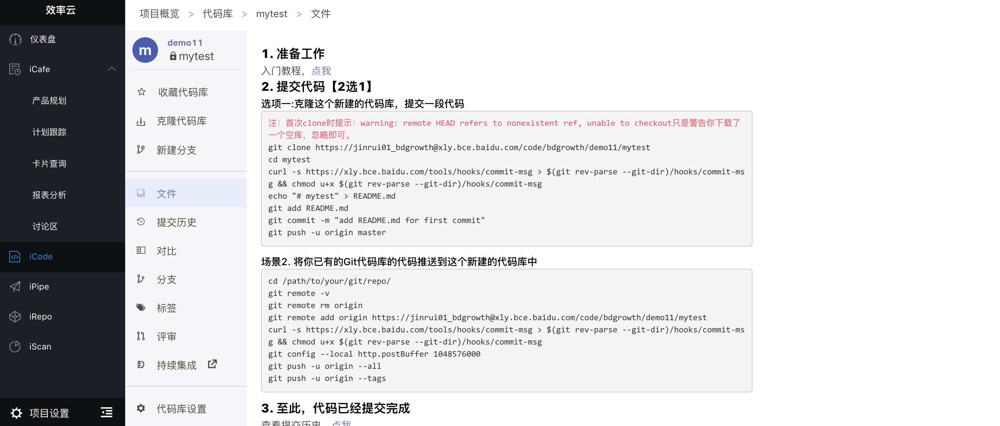 效率云
仪表盘
iCafe
产品规划
计划跟踪
卡片查询
报表分析
讨论区
iCode
iPipe
iRepo
iScan
项目设置
项目概览 > 代码库 > mytest > 文件
m
demo11
mytest
收藏代码库
克隆代码库
新建分支
文件
提交历史
对比
分支
标签
评审
持续集成
代码库设置
1. 准备工作
入门教程，点我
2. 提交代码【2选1】
选项一:克隆这个新建的代码库，提交一段代码
注：首次clone时提示：warning: remote HEAD refers to nonexistent ref, unable to checkout只是警告你下载了
一个空库，忽略即可。
git clone https://jinrui01_bdgrowth@xly.bce.baidu.com/code/bdgrowth/demo11/mytest
cd mytest
curl -s https://xly.bce.baidu.com/tools/hooks/commit-msg > $(git rev-parse --git-dir)/hooks/commit-ms
g && chmod u+x $(git rev-parse --git-dir)/hooks/commit-msg
echo "# mytest" > README.md
git add README.md
git commit -m "add README.md for first commit"
git push -u origin master
场景2. 将你已有的Git代码库的代码推送到这个新建的代码库中
cd /path/to/your/git/repo/
git remote -v
git remote rm origin
git remote add origin https://jinrui01_bdgrowth@xly.bce.baidu.com/code/bdgrowth/demo11/mytest
curl -s https://xly.bce.baidu.com/tools/hooks/commit-msg > $(git rev-parse --git-dir)/hooks/commit-ms
g && chmod u+x $(git rev-parse --git-dir)/hooks/commit-msg
git config --local http.postBuffer 1048576000
git push -u origin --all
git push -u origin --tags
3. 至此，代码已经提交完成
查看提交历史，点我